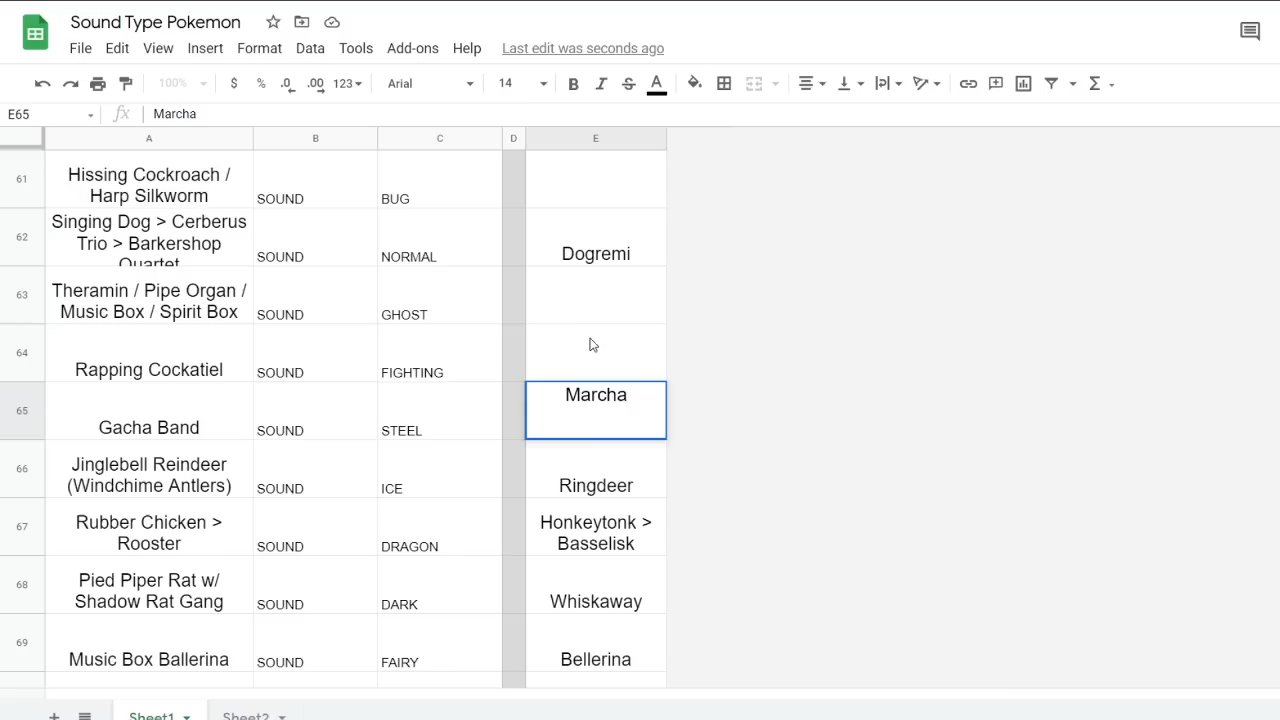 Sound Type Pokemon
File Edit View Insert Format Data Tools Add-ons Help Last edit was seconds ago
100% $ % .0 .00 123 Arial 14 B I S A
E65 fx Marcha
A B C D E
61 Hissing Cockroach / Harp Silkworm SOUND BUG
62 Singing Dog > Cerberus Trio > Barkershop Quartet SOUND NORMAL Dogremi
63 Theramin / Pipe Organ / Music Box / Spirit Box SOUND GHOST
64 Rapping Cockatiel SOUND FIGHTING
65 Gacha Band SOUND STEEL Marcha
66 Jinglebell Reindeer (Windchime Antlers) SOUND ICE Ringdeer
67 Rubber Chicken > Rooster SOUND DRAGON Honkeytonk > Basselisk
68 Pied Piper Rat w/ Shadow Rat Gang SOUND DARK Whiskaway
69 Music Box Ballerina SOUND FAIRY Bellerina
Sheet1 Sheet2